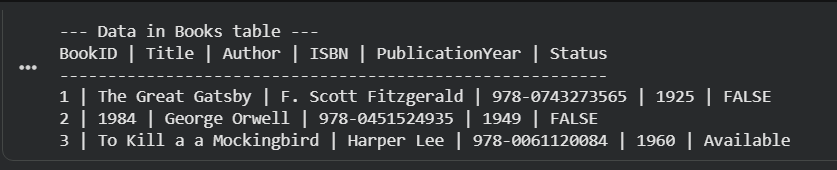 --- Data in Books table ---
BookID | Title | Author | ISBN | PublicationYear | Status
---------------------------------------------------------
1 | The Great Gatsby | F. Scott Fitzgerald | 978-0743273565 | 1925 | FALSE
2 | 1984 | George Orwell | 978-0451524935 | 1949 | FALSE
3 | To Kill a a Mockingbird | Harper Lee | 978-0061120084 | 1960 | Available